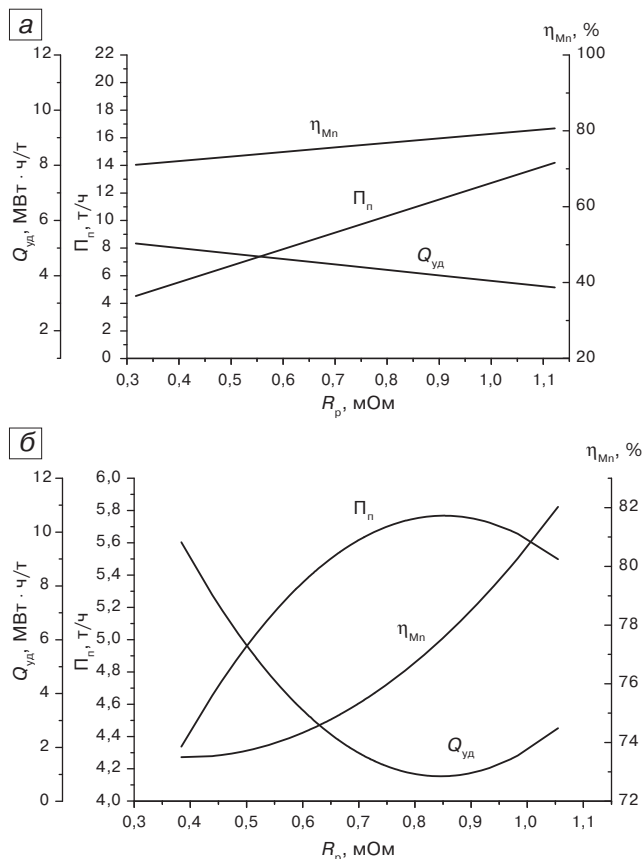 а
η_Mn, %
12
10
8
6
4
2
Q_уд, МВт · ч/т
22
20
18
16
14
12
10
8
6
4
2
0
П_п, т/ч
100
80
60
40
20
η_Mn
П_п
Q_уд
0,3 0,4 0,5 0,6 0,7 0,8 0,9 1,0 1,1
R_р, мОм
б
η_Mn, %
12
10
8
6
4
2
0
Q_уд, МВт · ч/т
6,0
5,6
5,2
5,0
4,8
4,6
4,4
4,2
4,0
П_п, т/ч
82
80
78
76
74
72
П_п
η_Mn
Q_уд
0,3 0,4 0,5 0,6 0,7 0,8 0,9 1,0 1,1
R_р, мОм